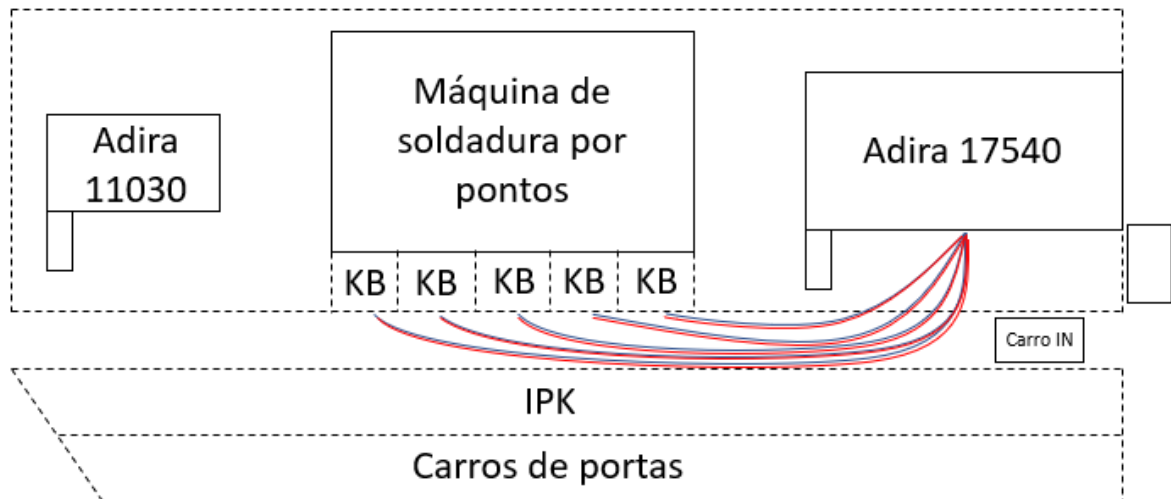 Adira
11030
Máquina de
soldadura por
pontos
Adira 17540
KB
KB
KB
KB
KB
Carro IN
IPK
Carros de portas